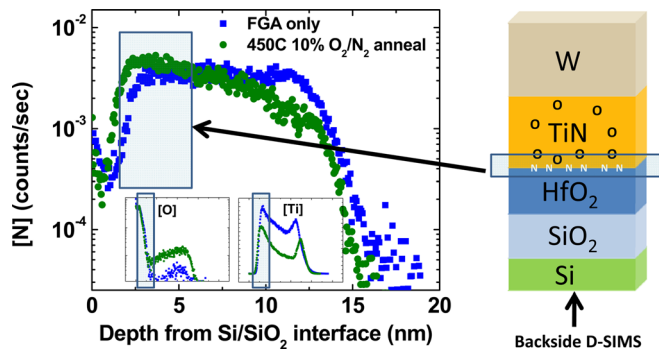 FGA only
450C 10% O₂/N₂ anneal
[N] (counts/sec)
10⁻²
10⁻³
10⁻⁴
[O]
[Ti]
0 5 10 15 20
Depth from Si/SiO₂ interface (nm)
W
O O O
O O O
O O O
TiN
N N N N N
HfO₂
SiO₂
Si
Backside D-SIMS